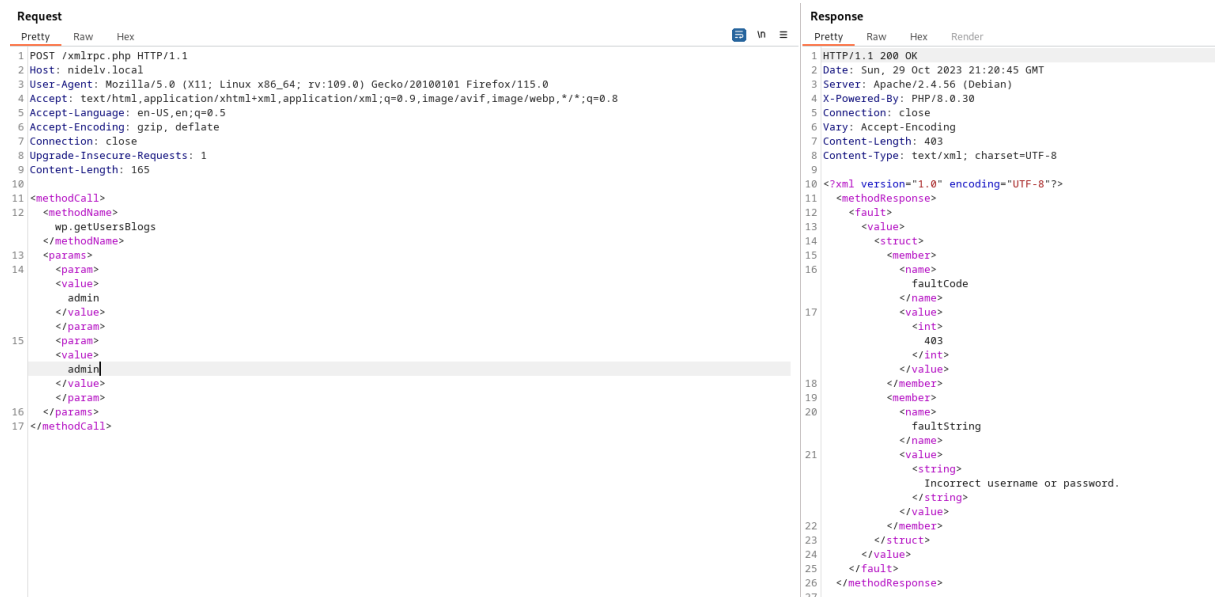 Request
Pretty Raw Hex
\n
1 POST /xmlrpc.php HTTP/1.1
2 Host: nidelv.local
3 User-Agent: Mozilla/5.0 (X11; Linux x86_64; rv:109.0) Gecko/20100101 Firefox/115.0
4 Accept: text/html,application/xhtml+xml,application/xml;q=0.9,image/avif,image/webp,*/*;q=0.8
5 Accept-Language: en-US,en;q=0.5
6 Accept-Encoding: gzip, deflate
7 Connection: close
8 Upgrade-Insecure-Requests: 1
9 Content-Length: 165
10
11 <methodCall>
12 <methodName>
wp.getUsersBlogs
</methodName>
13 <params>
14 <param>
<value>
admin
</value>
</param>
15 <param>
<value>
admin
</value>
</param>
16 </params>
17 </methodCall>
Response
Pretty Raw Hex Render
1 HTTP/1.1 200 OK
2 Date: Sun, 29 Oct 2023 21:20:45 GMT
3 Server: Apache/2.4.56 (Debian)
4 X-Powered-By: PHP/8.0.30
5 Connection: close
6 Vary: Accept-Encoding
7 Content-Length: 403
8 Content-Type: text/xml; charset=UTF-8
9
10 <?xml version="1.0" encoding="UTF-8"?>
11 <methodResponse>
12 <fault>
13 <value>
14 <struct>
15 <member>
16 <name>
faultCode
</name>
17 <value>
<int>
403
</int>
</value>
18 </member>
19 <member>
20 <name>
faultString
</name>
21 <value>
<string>
Incorrect username or password.
</string>
</value>
22 </member>
23 </struct>
24 </value>
25 </fault>
26 </methodResponse>
27